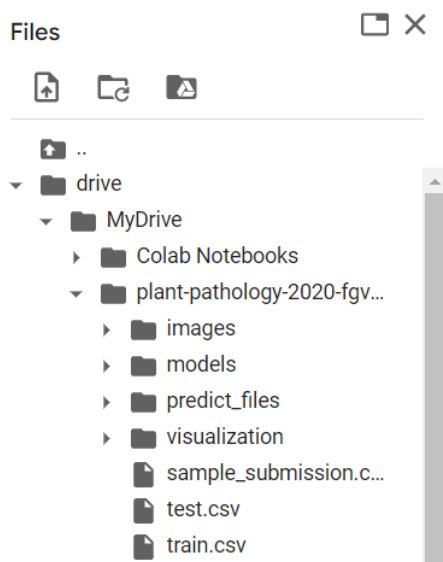 Files
..
drive
MyDrive
Colab Notebooks
plant-pathology-2020-fgv...
images
models
predict_files
visualization
sample_submission.c...
test.csv
train.csv